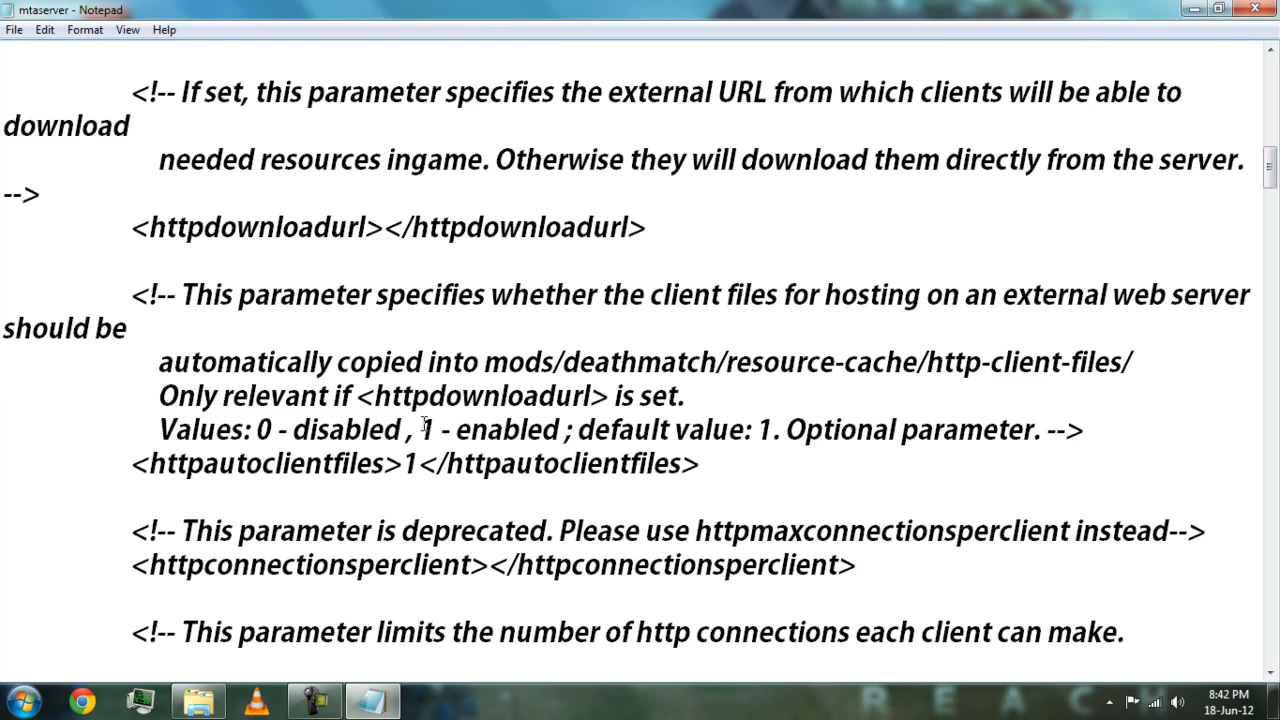 mtaserver - Notepad
File Edit Format View Help
<!-- If set, this parameter specifies the external URL from which clients will be able to
download
needed resources ingame. Otherwise they will download them directly from the server.
-->
<httpdownloadurl></httpdownloadurl>
<!-- This parameter specifies whether the client files for hosting on an external web server
should be
automatically copied into mods/deathmatch/resource-cache/http-client-files/
Only relevant if <httpdownloadurl> is set.
Values: 0 - disabled , 1 - enabled ; default value: 1. Optional parameter. -->
<httpautoclientfiles>1</httpautoclientfiles>
<!-- This parameter is deprecated. Please use httpmaxconnectionsperclient instead-->
<httpconnectionsperclient></httpconnectionsperclient>
<!-- This parameter limits the number of http connections each client can make.
R E A C
8:42 PM
18-Jun-12